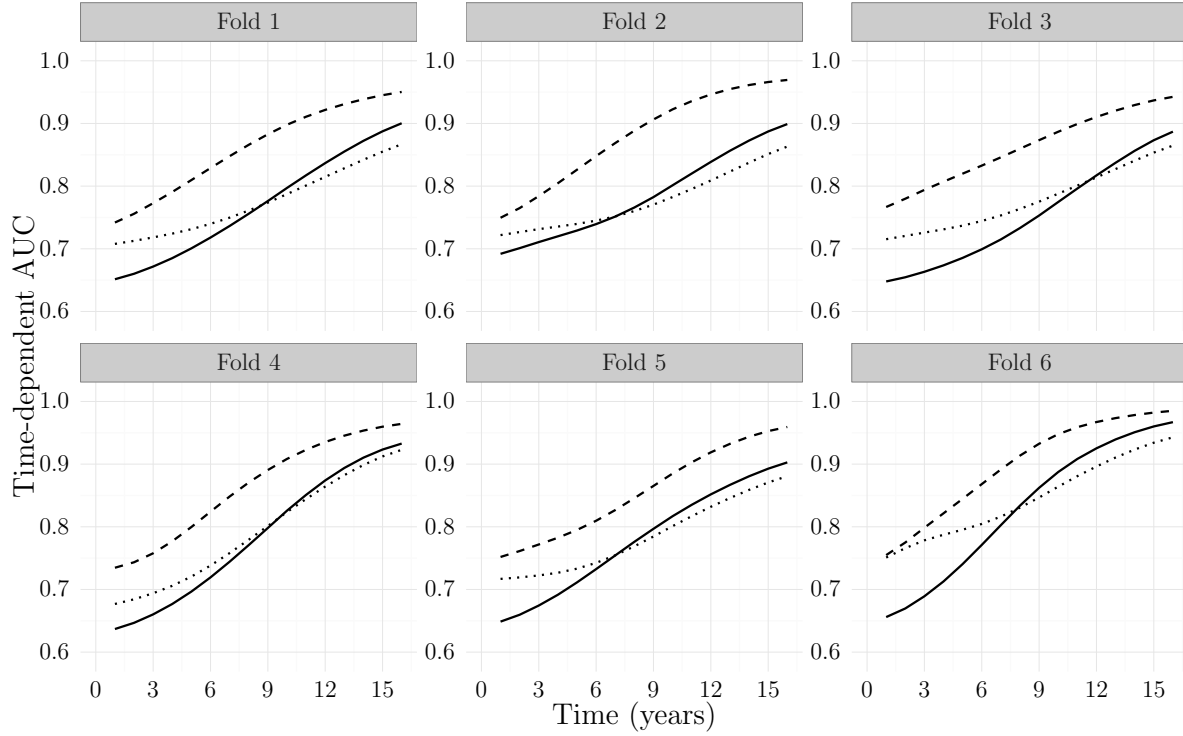 Fold 1 Fold 2 Fold 3
1.0 1.0 1.0
0.9 0.9 0.9
0.8 0.8 0.8
0.7 0.7 0.7
0.6 0.6 0.6
Time-dependent AUC
Fold 4 Fold 5 Fold 6
1.0 1.0 1.0
0.9 0.9 0.9
0.8 0.8 0.8
0.7 0.7 0.7
0.6 0.6 0.6
0 3 6 9 12 15 0 3 6 9 12 15 0 3 6 9 12 15
Time (years)